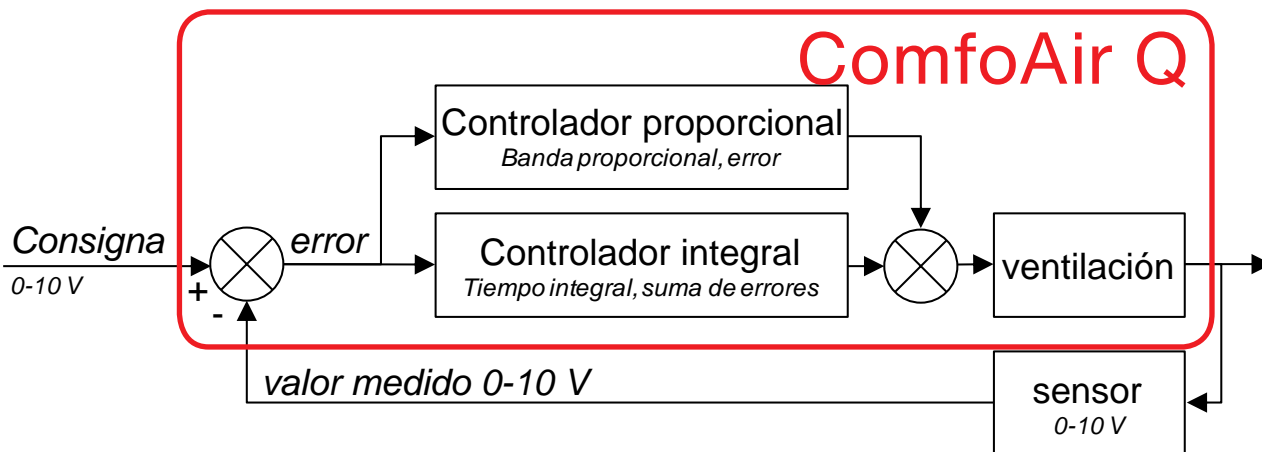 ComfoAir Q
Controlador proporcional
Banda proporcional, error
Consigna
0-10 V
+
-
error
Controlador integral
Tiempo integral, suma de errores
ventilación
valor medido 0-10 V
sensor
0-10 V